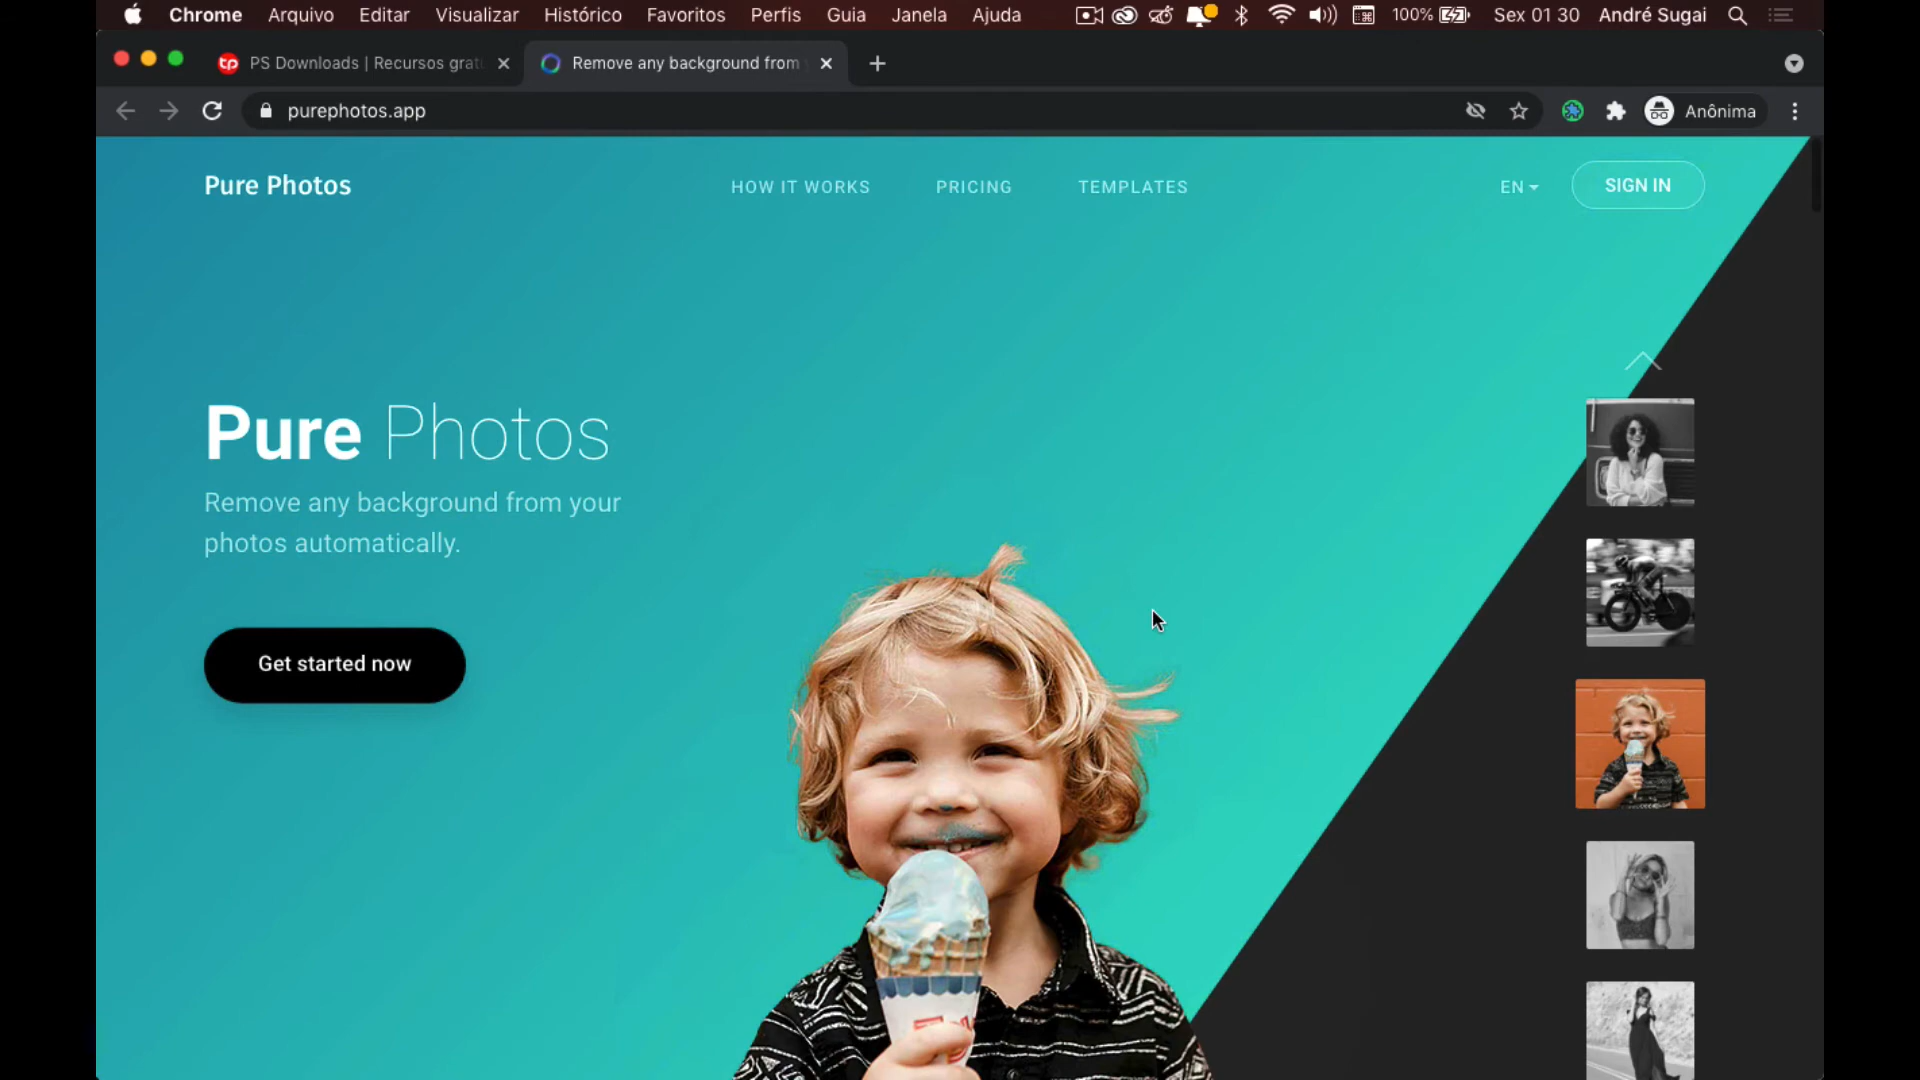 Chrome Arquivo Editar Visualizar Histórico Favoritos Perfis Guia Janela Ajuda 100% Sex 01 30 André Sugai
tp PS Downloads | Recursos grat Remove any background from
purephotos.app Anônima
Pure Photos HOW IT WORKS PRICING TEMPLATES EN SIGN IN
Pure Photos
Remove any background from your
photos automatically.
Get started now